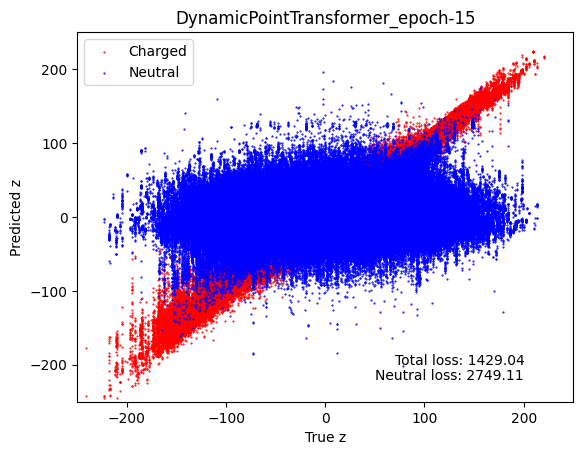 DynamicPointTransformer_epoch-15
Charged
Neutral
200
100
0
−100
−200
Predicted z
Total loss: 1429.04
Neutral loss: 2749.11
−200
−100
0
100
200
True z